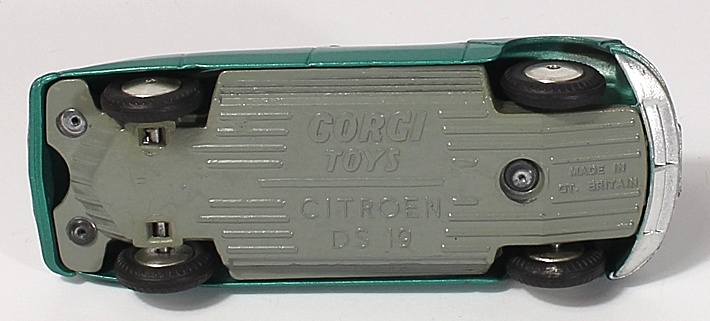 CORGI
TOYS
CITROEN
DS 19
MADE IN
GT. BRITAIN